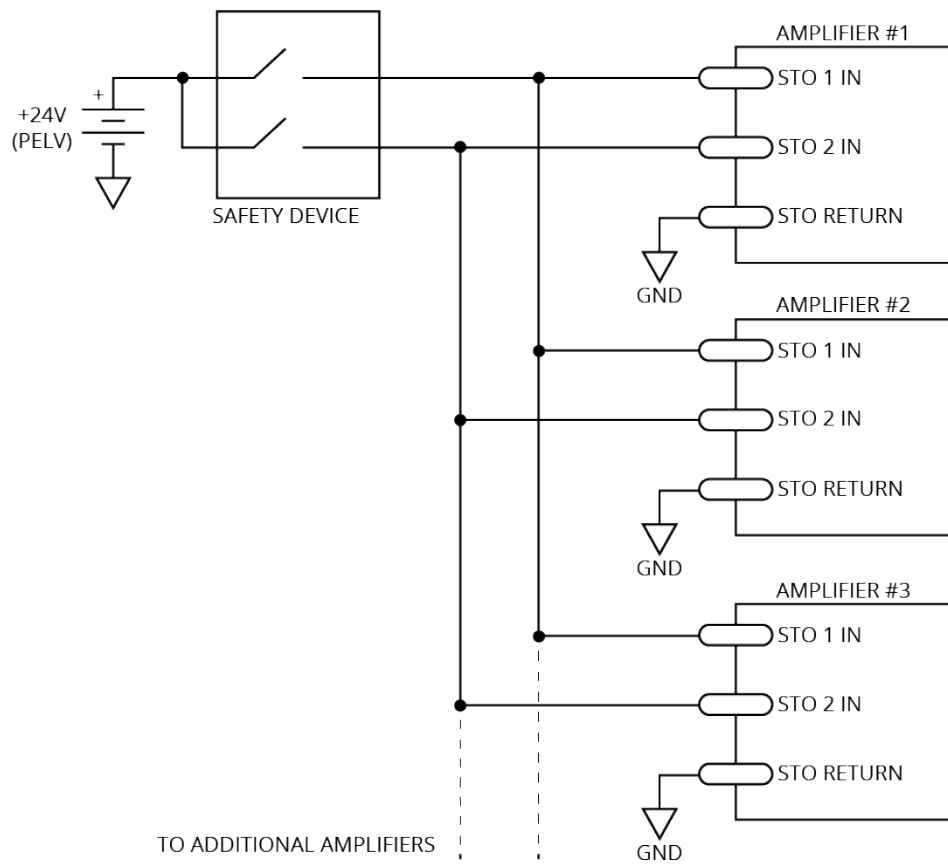 AMPLIFIER #1
+
STO 1 IN
+24V
(PELV)
STO 2 IN
SAFETY DEVICE
STO RETURN
GND
AMPLIFIER #2
STO 1 IN
STO 2 IN
STO RETURN
GND
AMPLIFIER #3
STO 1 IN
STO 2 IN
STO RETURN
GND
TO ADDITIONAL AMPLIFIERS